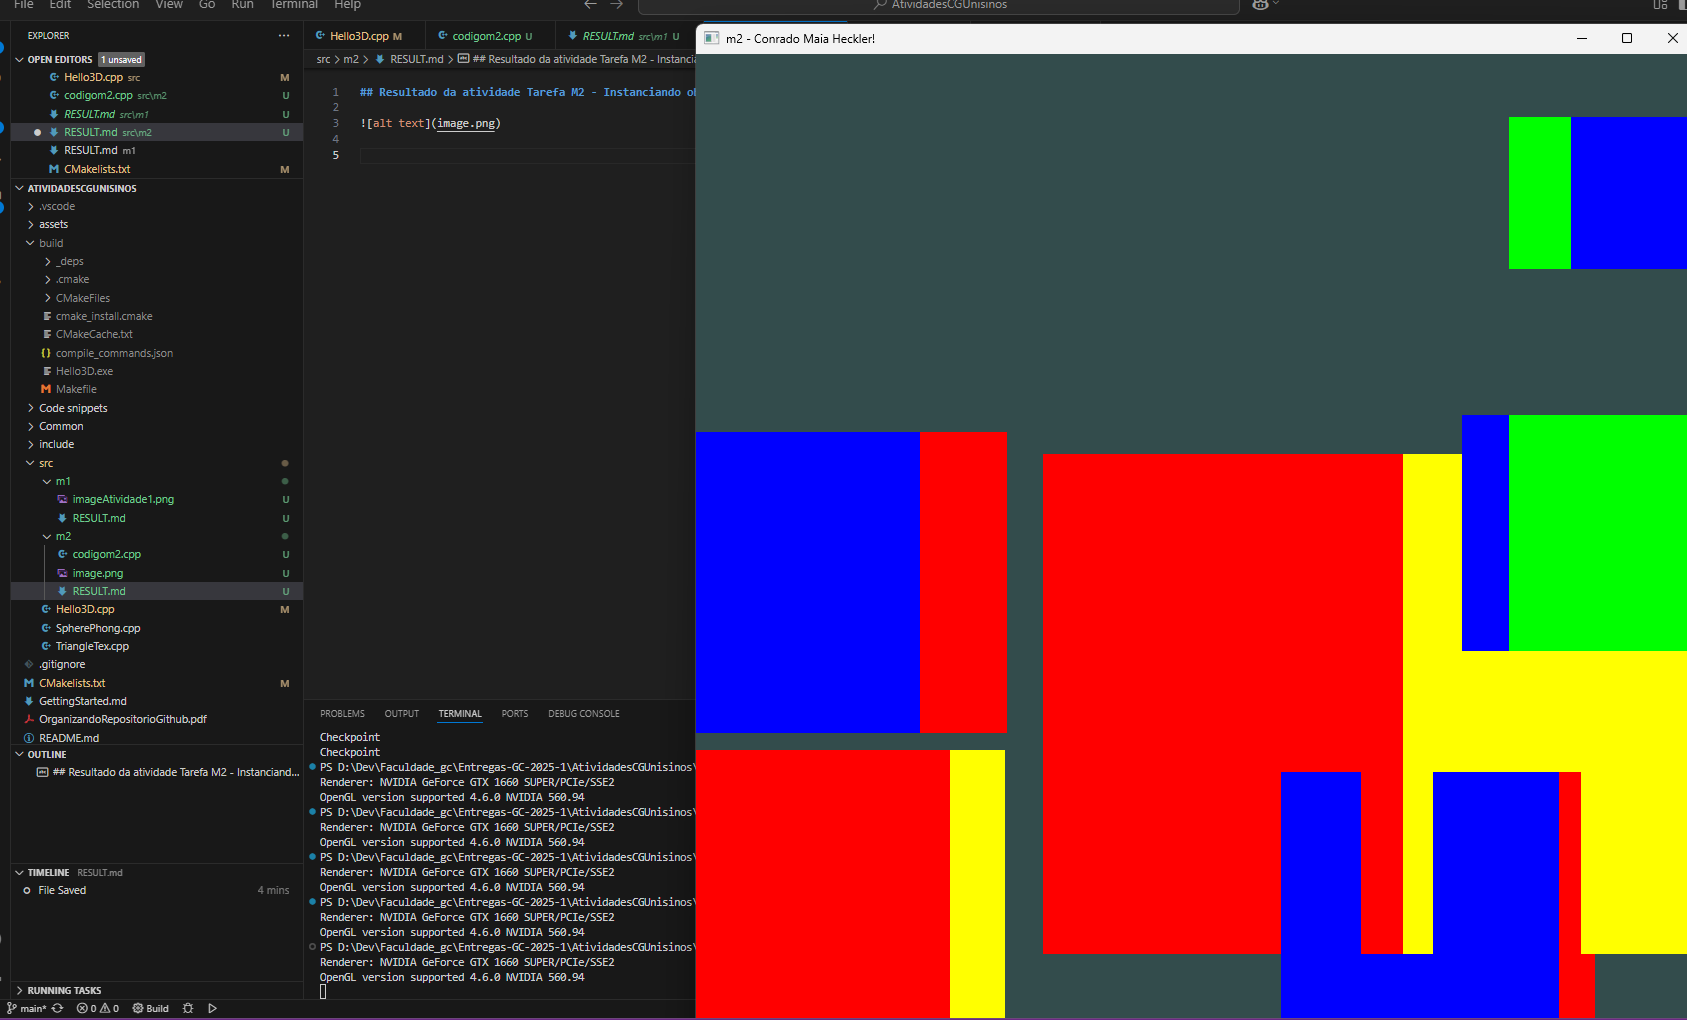 File Edit Selection View Go Run Terminal Help
AtividadesCGUnisinos
EXPLORER
OPEN EDITORS 1 unsaved
Hello3D.cpp src M
codigom2.cpp src\m2 U
RESULT.md src\m1 U
RESULT.md src\m2 U
RESULT.md m1
CMakelists.txt M
ATIVIDADESCGUNISINOS
.vscode
assets
build
_deps
.cmake
CMakeFiles
cmake_install.cmake
CMakeCache.txt
compile_commands.json
Hello3D.exe
Makefile
Code snippets
Common
include
src
m1
imageAtividade1.png U
RESULT.md U
m2
codigom2.cpp U
image.png U
RESULT.md U
Hello3D.cpp M
SpherePhong.cpp
TriangleTex.cpp
.gitignore
CMakelists.txt M
GettingStarted.md
OrganizandoRepositorioGithub.pdf
README.md
OUTLINE
## Resultado da atividade Tarefa M2 - Instanciand...
TIMELINE RESULT.md
File Saved 4 mins
RUNNING TASKS
main* 0 0 Build
Hello3D.cpp M codigom2.cpp U RESULT.md src\m1 U
src > m2 > RESULT.md > ## Resultado da atividade Tarefa M2 - Instancia
1 ## Resultado da atividade Tarefa M2 - Instanciando
2
3 ![alt text](image.png)
4
5
PROBLEMS OUTPUT TERMINAL PORTS DEBUG CONSOLE
Checkpoint
Checkpoint
PS D:\Dev\Faculdade_gc\Entregas-GC-2025-1\AtividadesCGUnisinos\
Renderer: NVIDIA GeForce GTX 1660 SUPER/PCIe/SSE2
OpenGL version supported 4.6.0 NVIDIA 560.94
PS D:\Dev\Faculdade_gc\Entregas-GC-2025-1\AtividadesCGUnisinos\
Renderer: NVIDIA GeForce GTX 1660 SUPER/PCIe/SSE2
OpenGL version supported 4.6.0 NVIDIA 560.94
PS D:\Dev\Faculdade_gc\Entregas-GC-2025-1\AtividadesCGUnisinos\
Renderer: NVIDIA GeForce GTX 1660 SUPER/PCIe/SSE2
OpenGL version supported 4.6.0 NVIDIA 560.94
PS D:\Dev\Faculdade_gc\Entregas-GC-2025-1\AtividadesCGUnisinos\
Renderer: NVIDIA GeForce GTX 1660 SUPER/PCIe/SSE2
OpenGL version supported 4.6.0 NVIDIA 560.94
PS D:\Dev\Faculdade_gc\Entregas-GC-2025-1\AtividadesCGUnisinos\
Renderer: NVIDIA GeForce GTX 1660 SUPER/PCIe/SSE2
OpenGL version supported 4.6.0 NVIDIA 560.94
m2 - Conrado Maia Heckler!